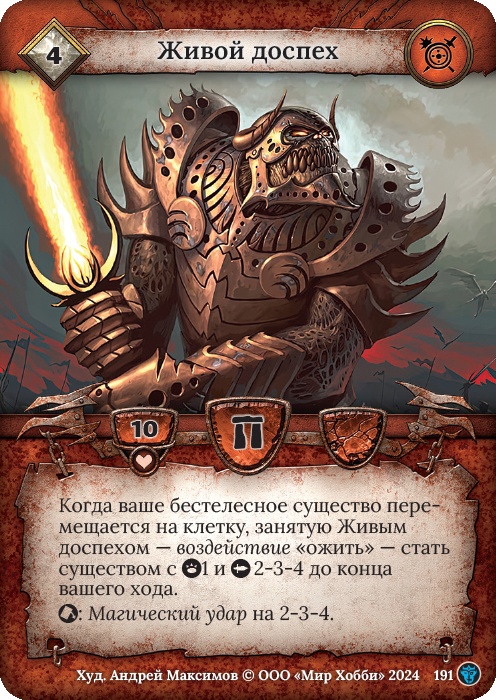 4
Живой доспех
10
Когда ваше бестелесное существо пере-
мещается на клетку, занятую Живым
доспехом — воздействие «ожить» — стать
существом с 1 и 2-3-4 до конца
вашего хода.
: Магический удар на 2-3-4.
Худ. Андрей Максимов © ООО «Мир Хобби» 2024 191